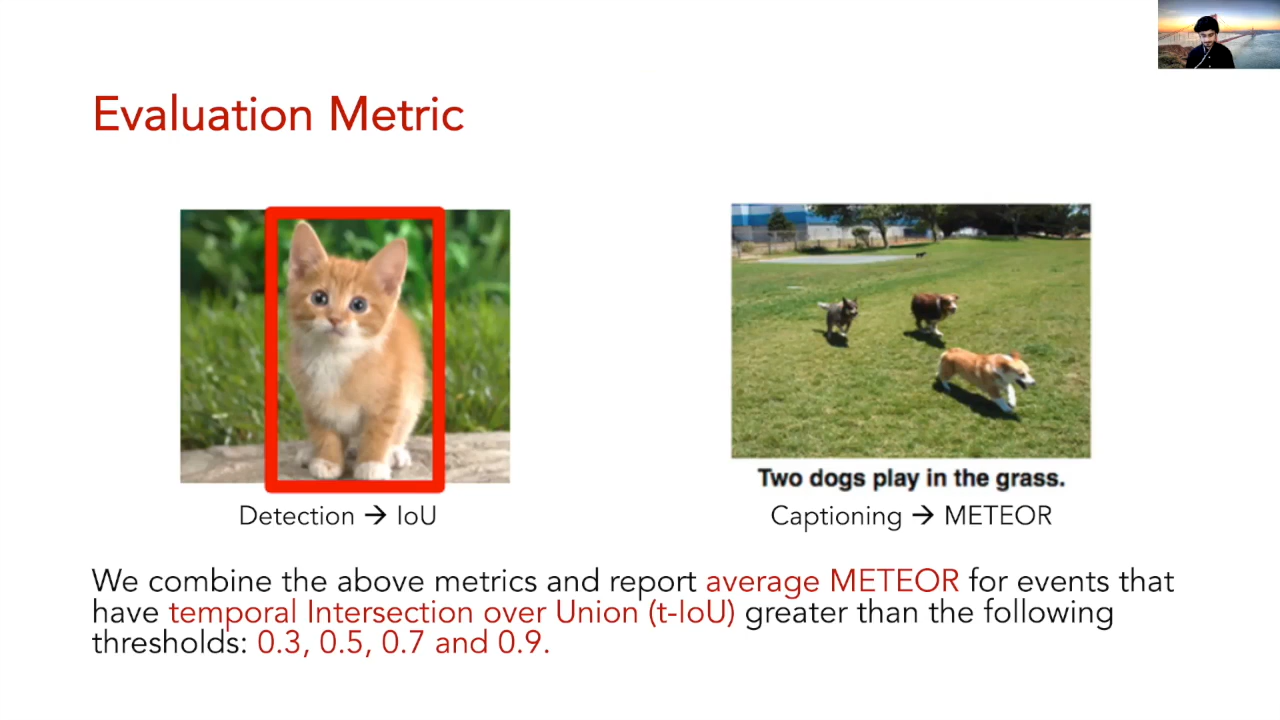 Evaluation Metric
Two dogs play in the grass.
Detection → IoU
Captioning → METEOR
We combine the above metrics and report average METEOR for events that
have temporal Intersection over Union (t-IoU) greater than the following
thresholds: 0.3, 0.5, 0.7 and 0.9.